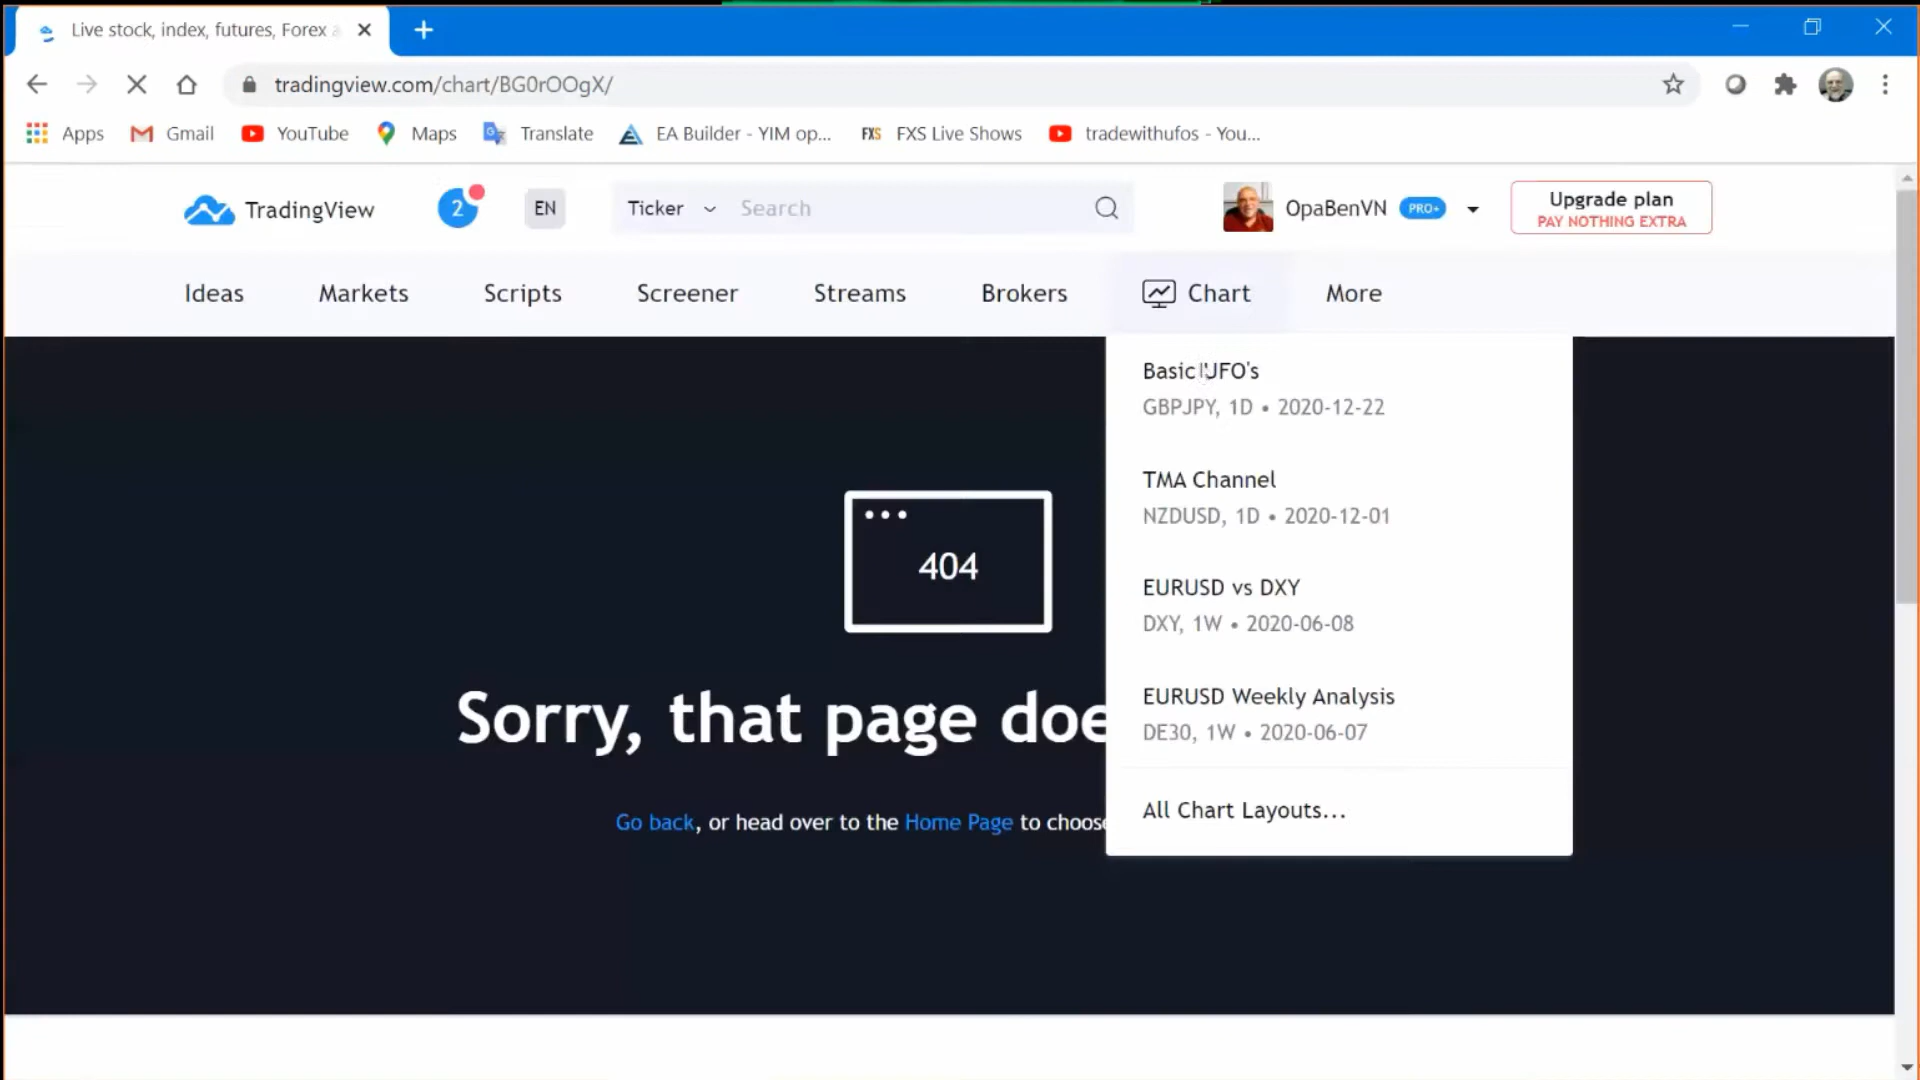 Live stock, index, futures, Forex a
tradingview.com/chart/BG0rOOgX/
Apps
Gmail
YouTube
Maps
Translate
EA Builder - YIM op...
FXS FXS Live Shows
tradewithufos - You...
TradingView
2
EN
Ticker
Search
OpaBenVN PRO+
Upgrade plan
PAY NOTHING EXTRA
Ideas
Markets
Scripts
Screener
Streams
Brokers
Chart
More
Basic UFO's
GBPJPY, 1D • 2020-12-22
TMA Channel
NZDUSD, 1D • 2020-12-01
EURUSD vs DXY
DXY, 1W • 2020-06-08
EURUSD Weekly Analysis
DE30, 1W • 2020-06-07
All Chart Layouts...
404
Sorry, that page doe
Go back, or head over to the Home Page to choose